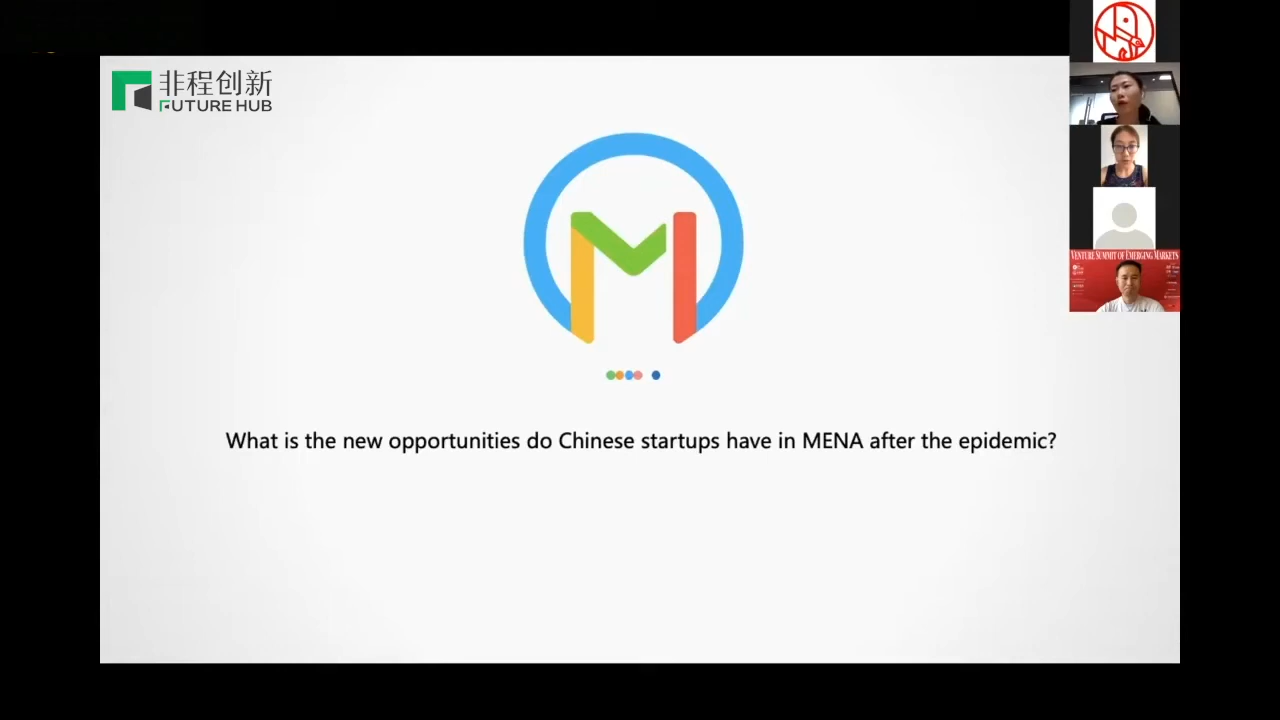 非程创新
FUTURE HUB
VENTURE SUMMIT OF EMERGING MARKETS
What is the new opportunities do Chinese startups have in MENA after the epidemic?